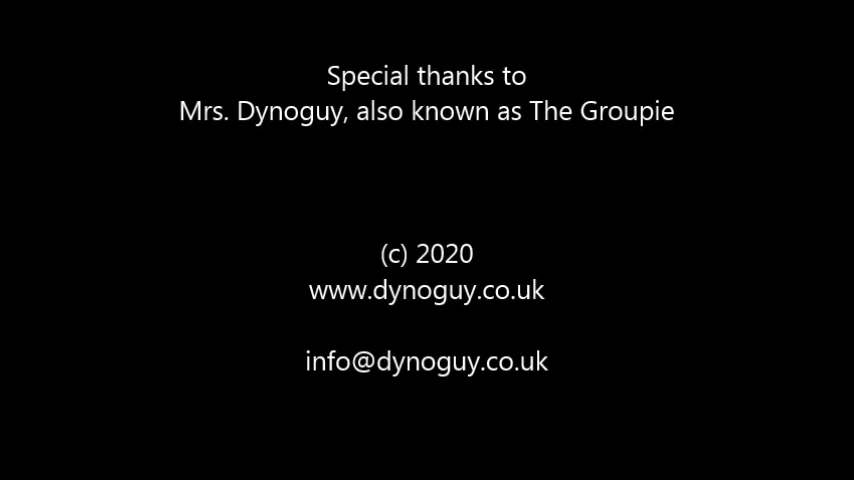 Special thanks to
Mrs. Dynoguy, also known as The Groupie
(c) 2020
www.dynoguy.co.uk
info@dynoguy.co.uk